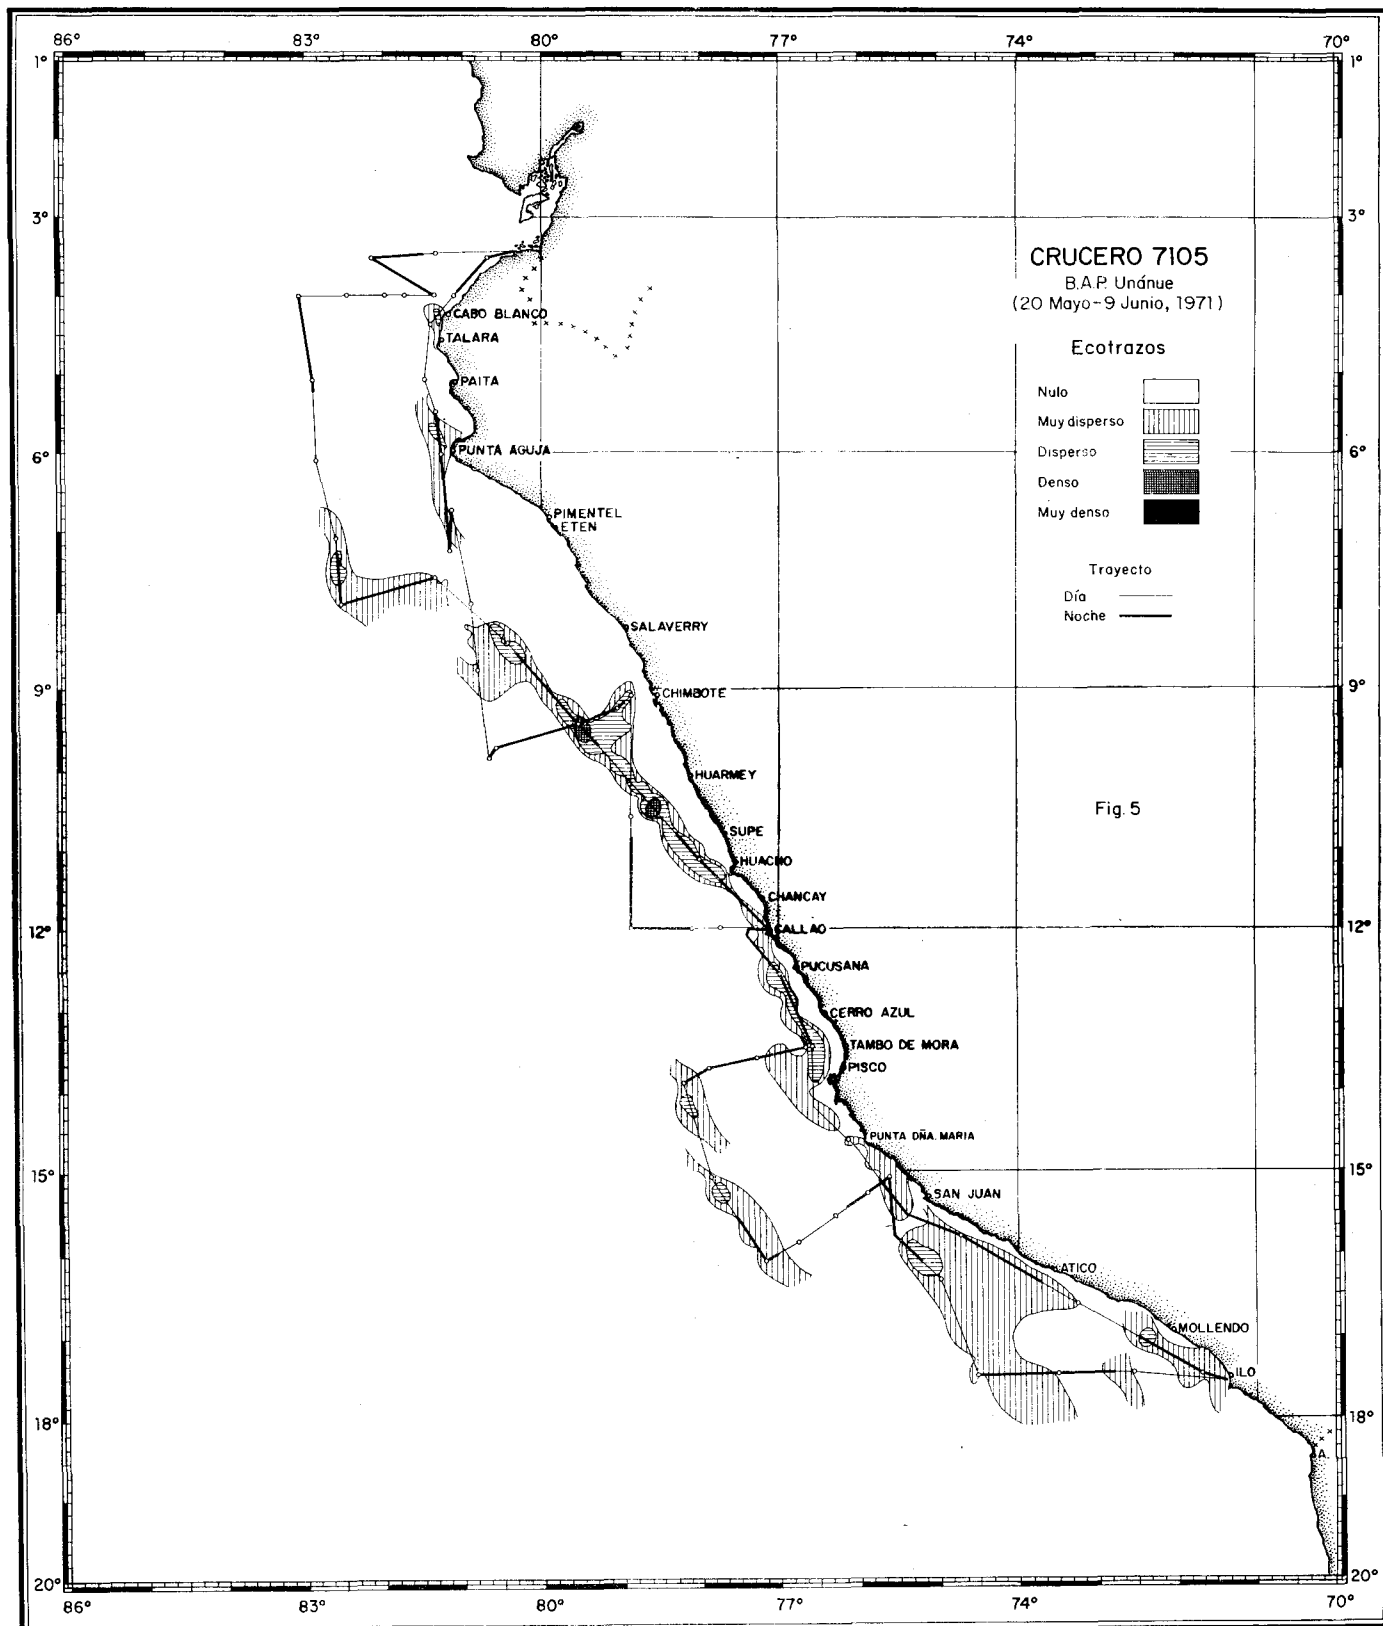 86° 83° 80° 77° 74° 70°
1° 1°
3° 3°
CRUCERO 7105
B.A.P. Unánue
(20 Mayo-9 Junio, 1971)
CABO BLANCO
TALARA
Ecotrazos
PAITA
Nulo
Muy disperso
PUNTA AGUJA
6° Disperso 6°
Denso
Muy denso
PIMENTEL
ETEN
Trayecto
Día
Noche
SALAVERRY
9° CHIMBOTE 9°
HUARMEY
Fig. 5
SUPE
HUACHO
CHANCAY
12° CALLAO 12°
PUCUSANA
CERRO AZUL
TAMBO DE MORA
PISCO
PUNTA DÑA. MARIA
15° 15°
SAN JUAN
ATICO
MOLLENDO
ILO
18° 18°
A.
20° 20°
86° 83° 80° 77° 74° 70°